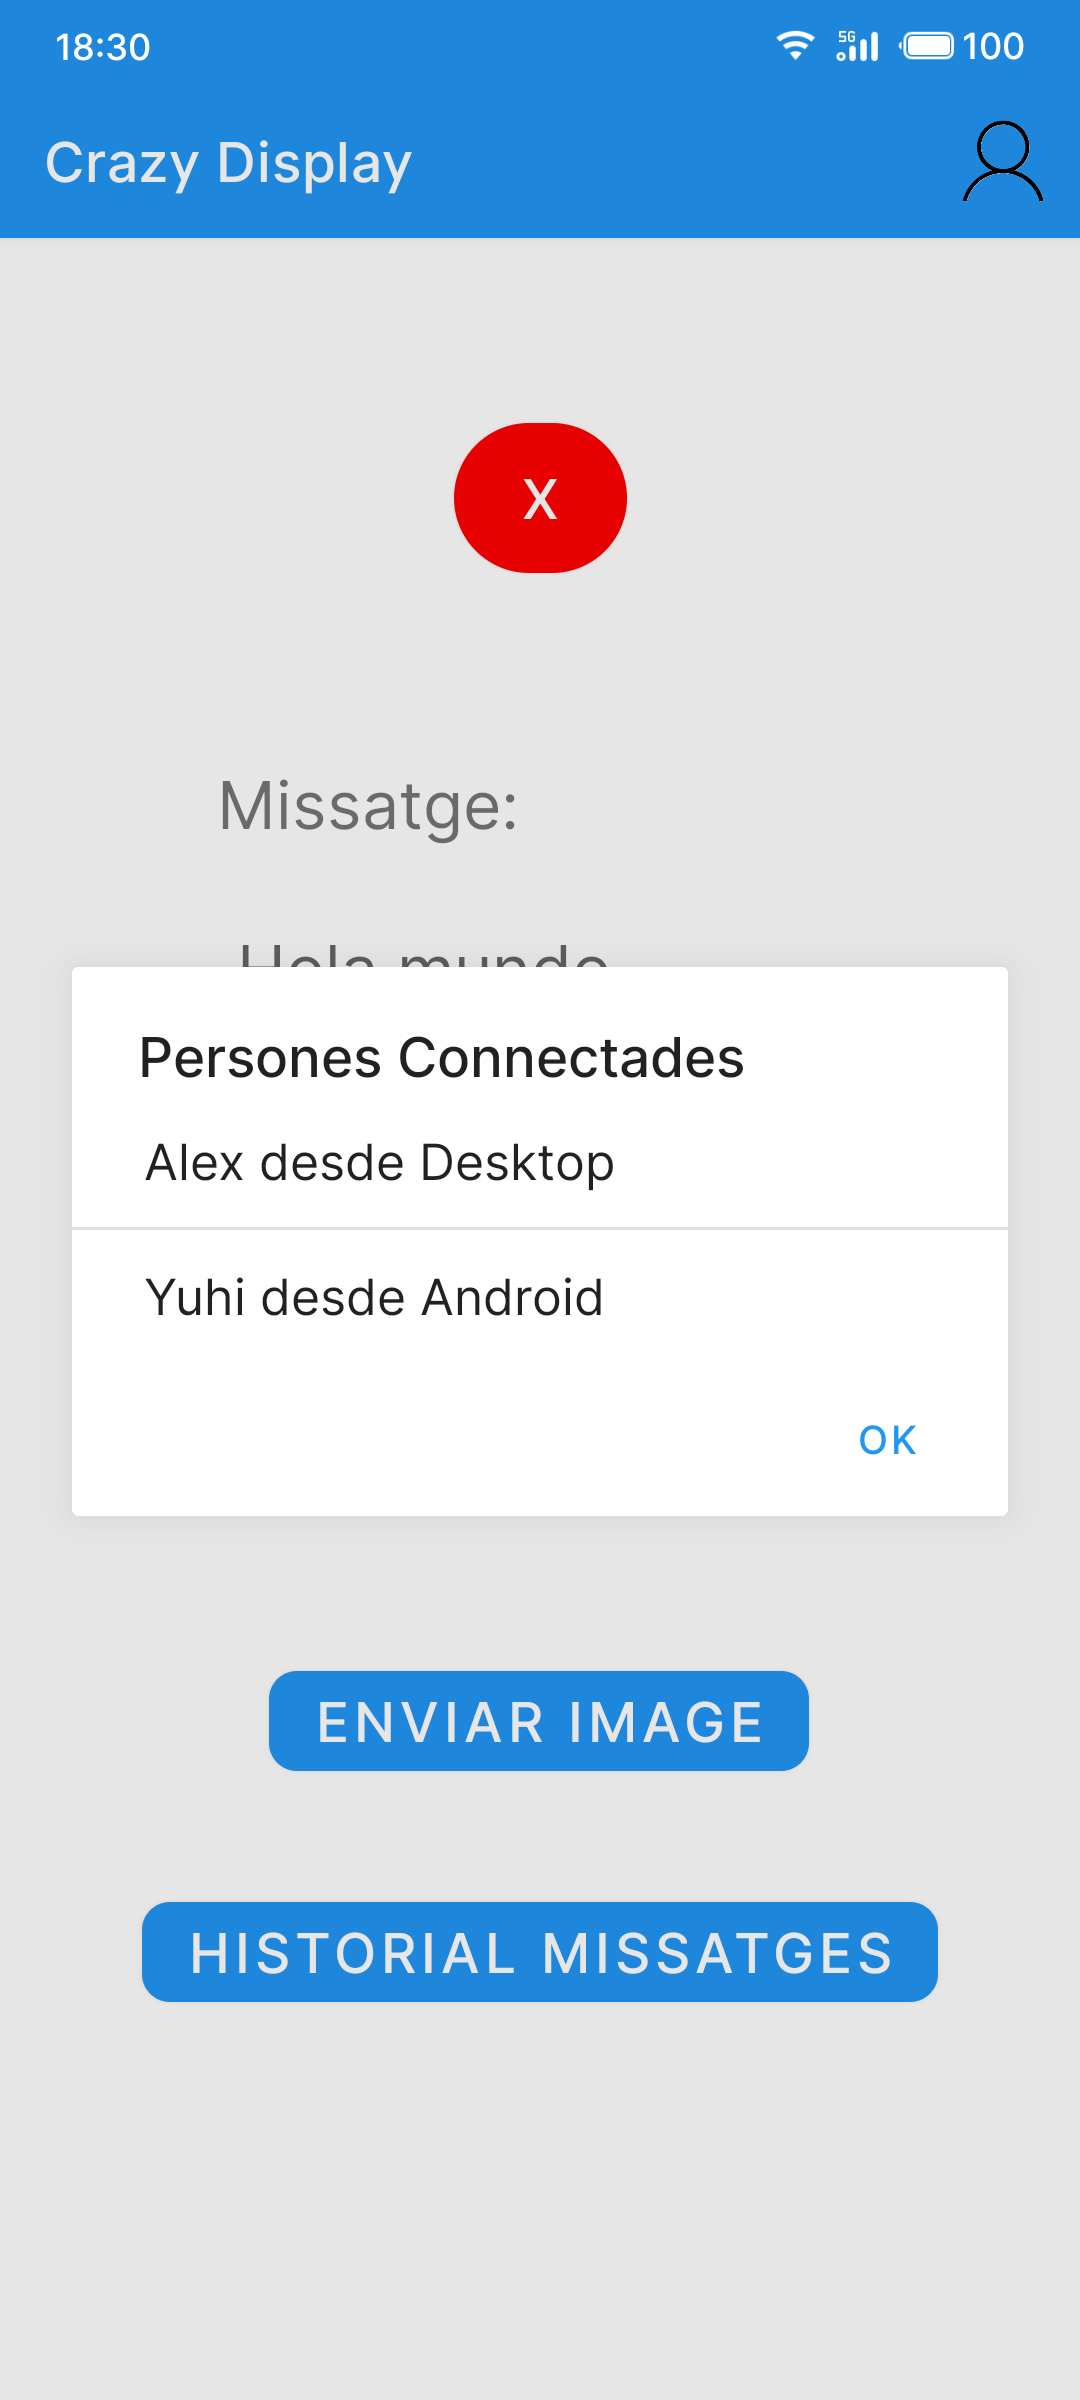 18:30
5G
100
Crazy Display
X
Missatge:
Hola mundo
Persones Connectades
Alex desde Desktop
Yuhi desde Android
OK
ENVIAR IMAGE
HISTORIAL MISSATGES